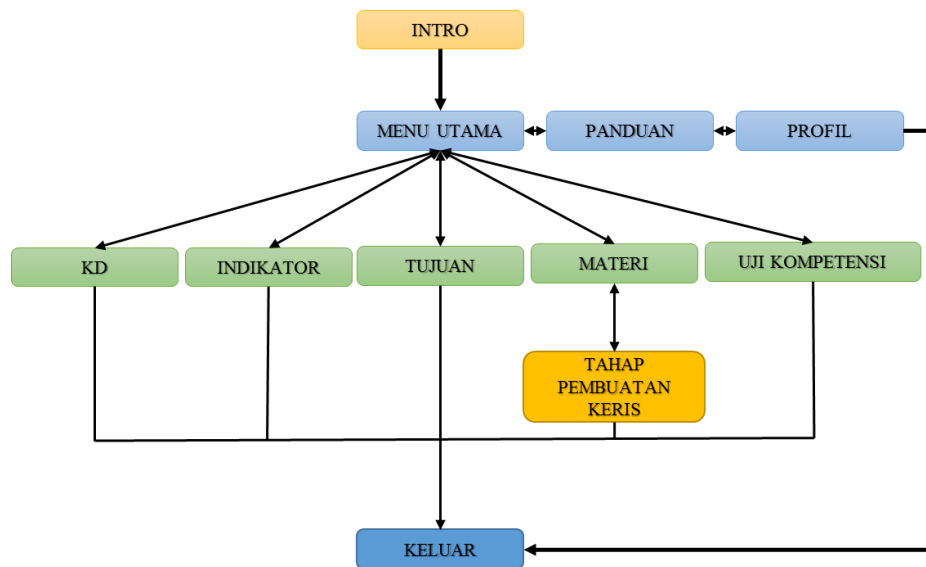 INTRO
MENU UTAMA
PANDUAN
PROFIL
KD
INDIKATOR
TUJUAN
MATERI
UJI KOMPETENSI
TAHAP
PEMBUATAN
KERIS
KELUAR